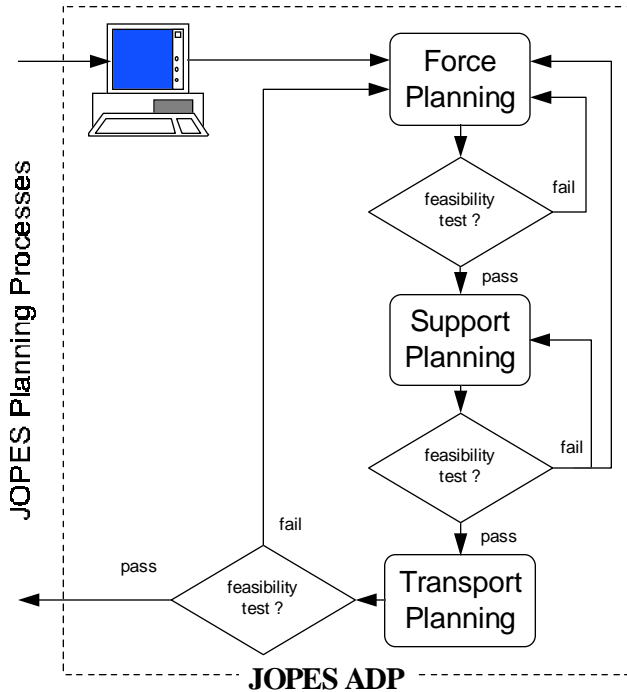 JOPES Planning Processes
Force
Planning
feasibility
test ?
fail
pass
Support
Planning
feasibility
test ?
fail
pass
Transport
Planning
feasibility
test ?
fail
pass
JOPES ADP